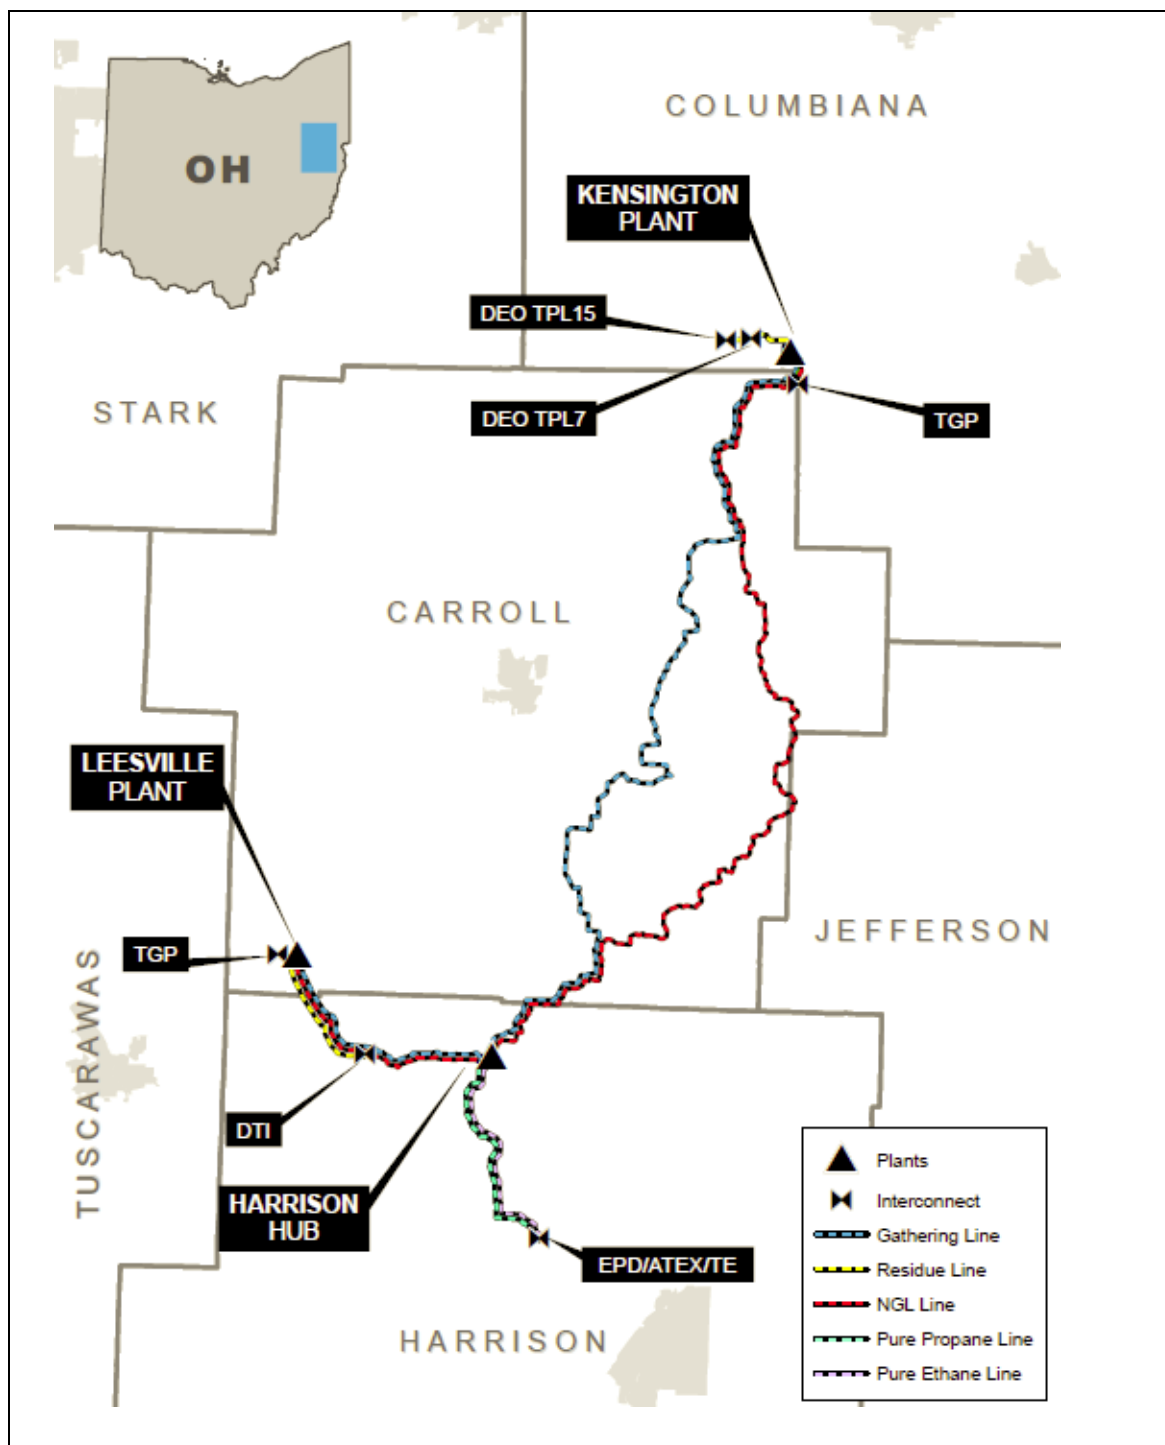 COLUMBIANA
OH
KENSINGTON
PLANT
DEO TPL15
STARK
DEO TPL7
TGP
CARROLL
LEESVILLE
PLANT
JEFFERSON
TGP
TUSCARAWAS
DTI
HARRISON
HUB
EPD/ATEX/TE
HARRISON
Plants
Interconnect
Gathering Line
Residue Line
NGL Line
Pure Propane Line
Pure Ethane Line